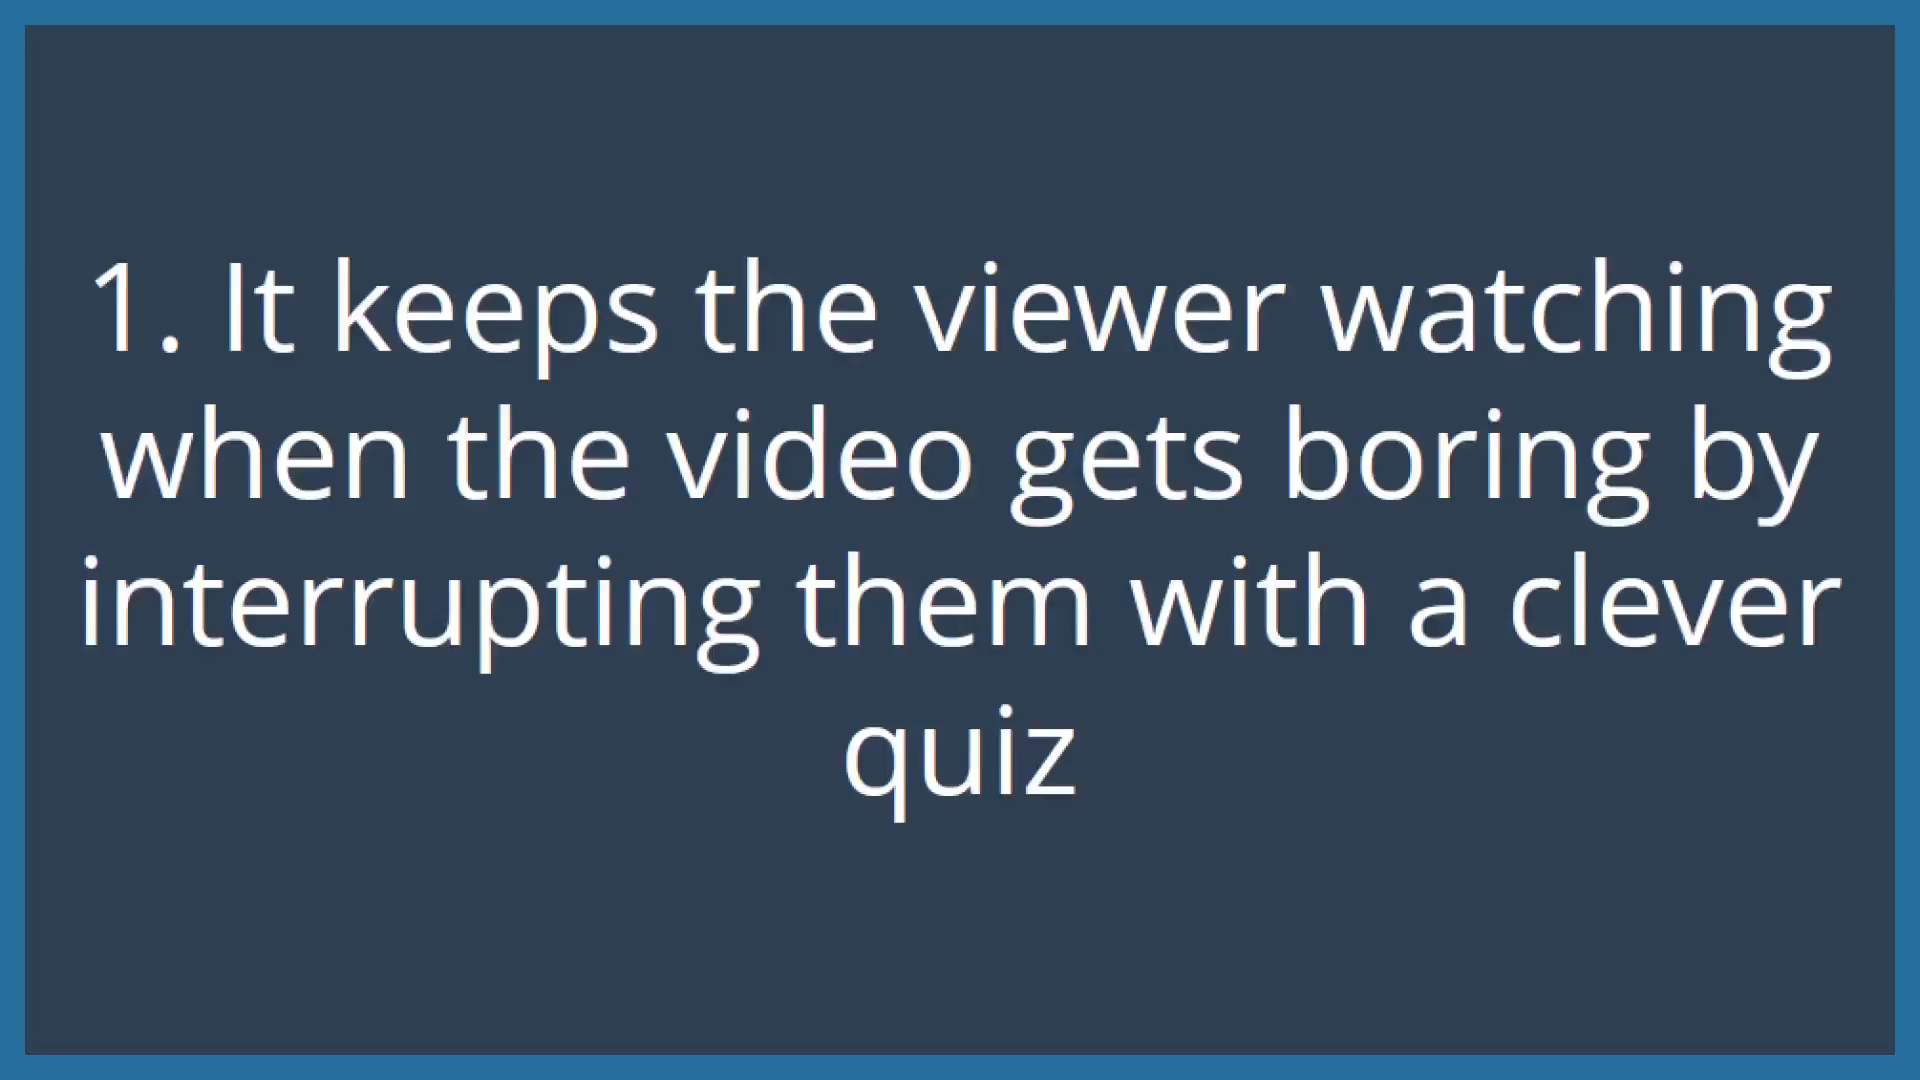 1. It keeps the viewer watching
when the video gets boring by
interrupting them with a clever
quiz